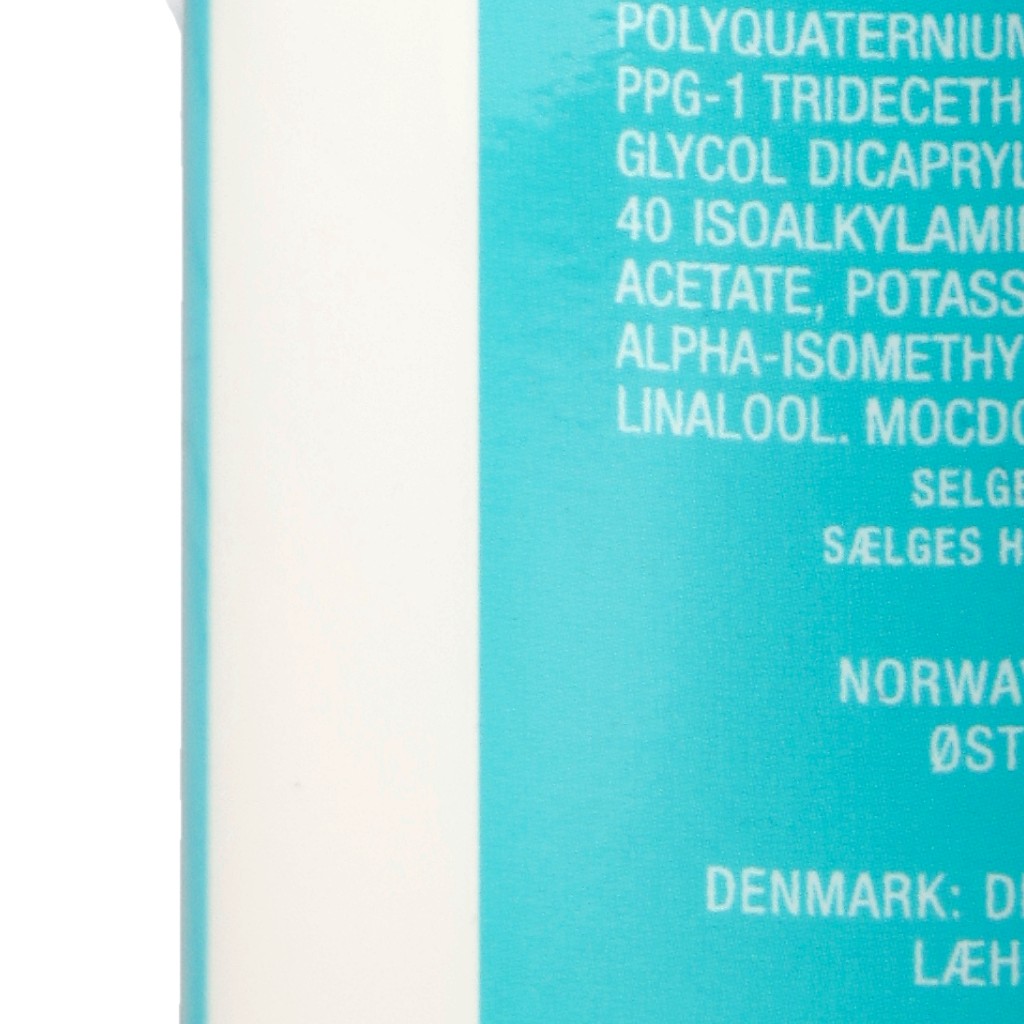 POLYQUATERNIUM
PPG-1 TRIDECETH
GLYCOL DICAPRYL
40 ISOALKYLAMI
ACETATE, POTASS
ALPHA-ISOMETHY
LINALOOL. MOCDO
SELGE
SÆLGES H
NORWAY
ØST
DENMARK: D
LÆH